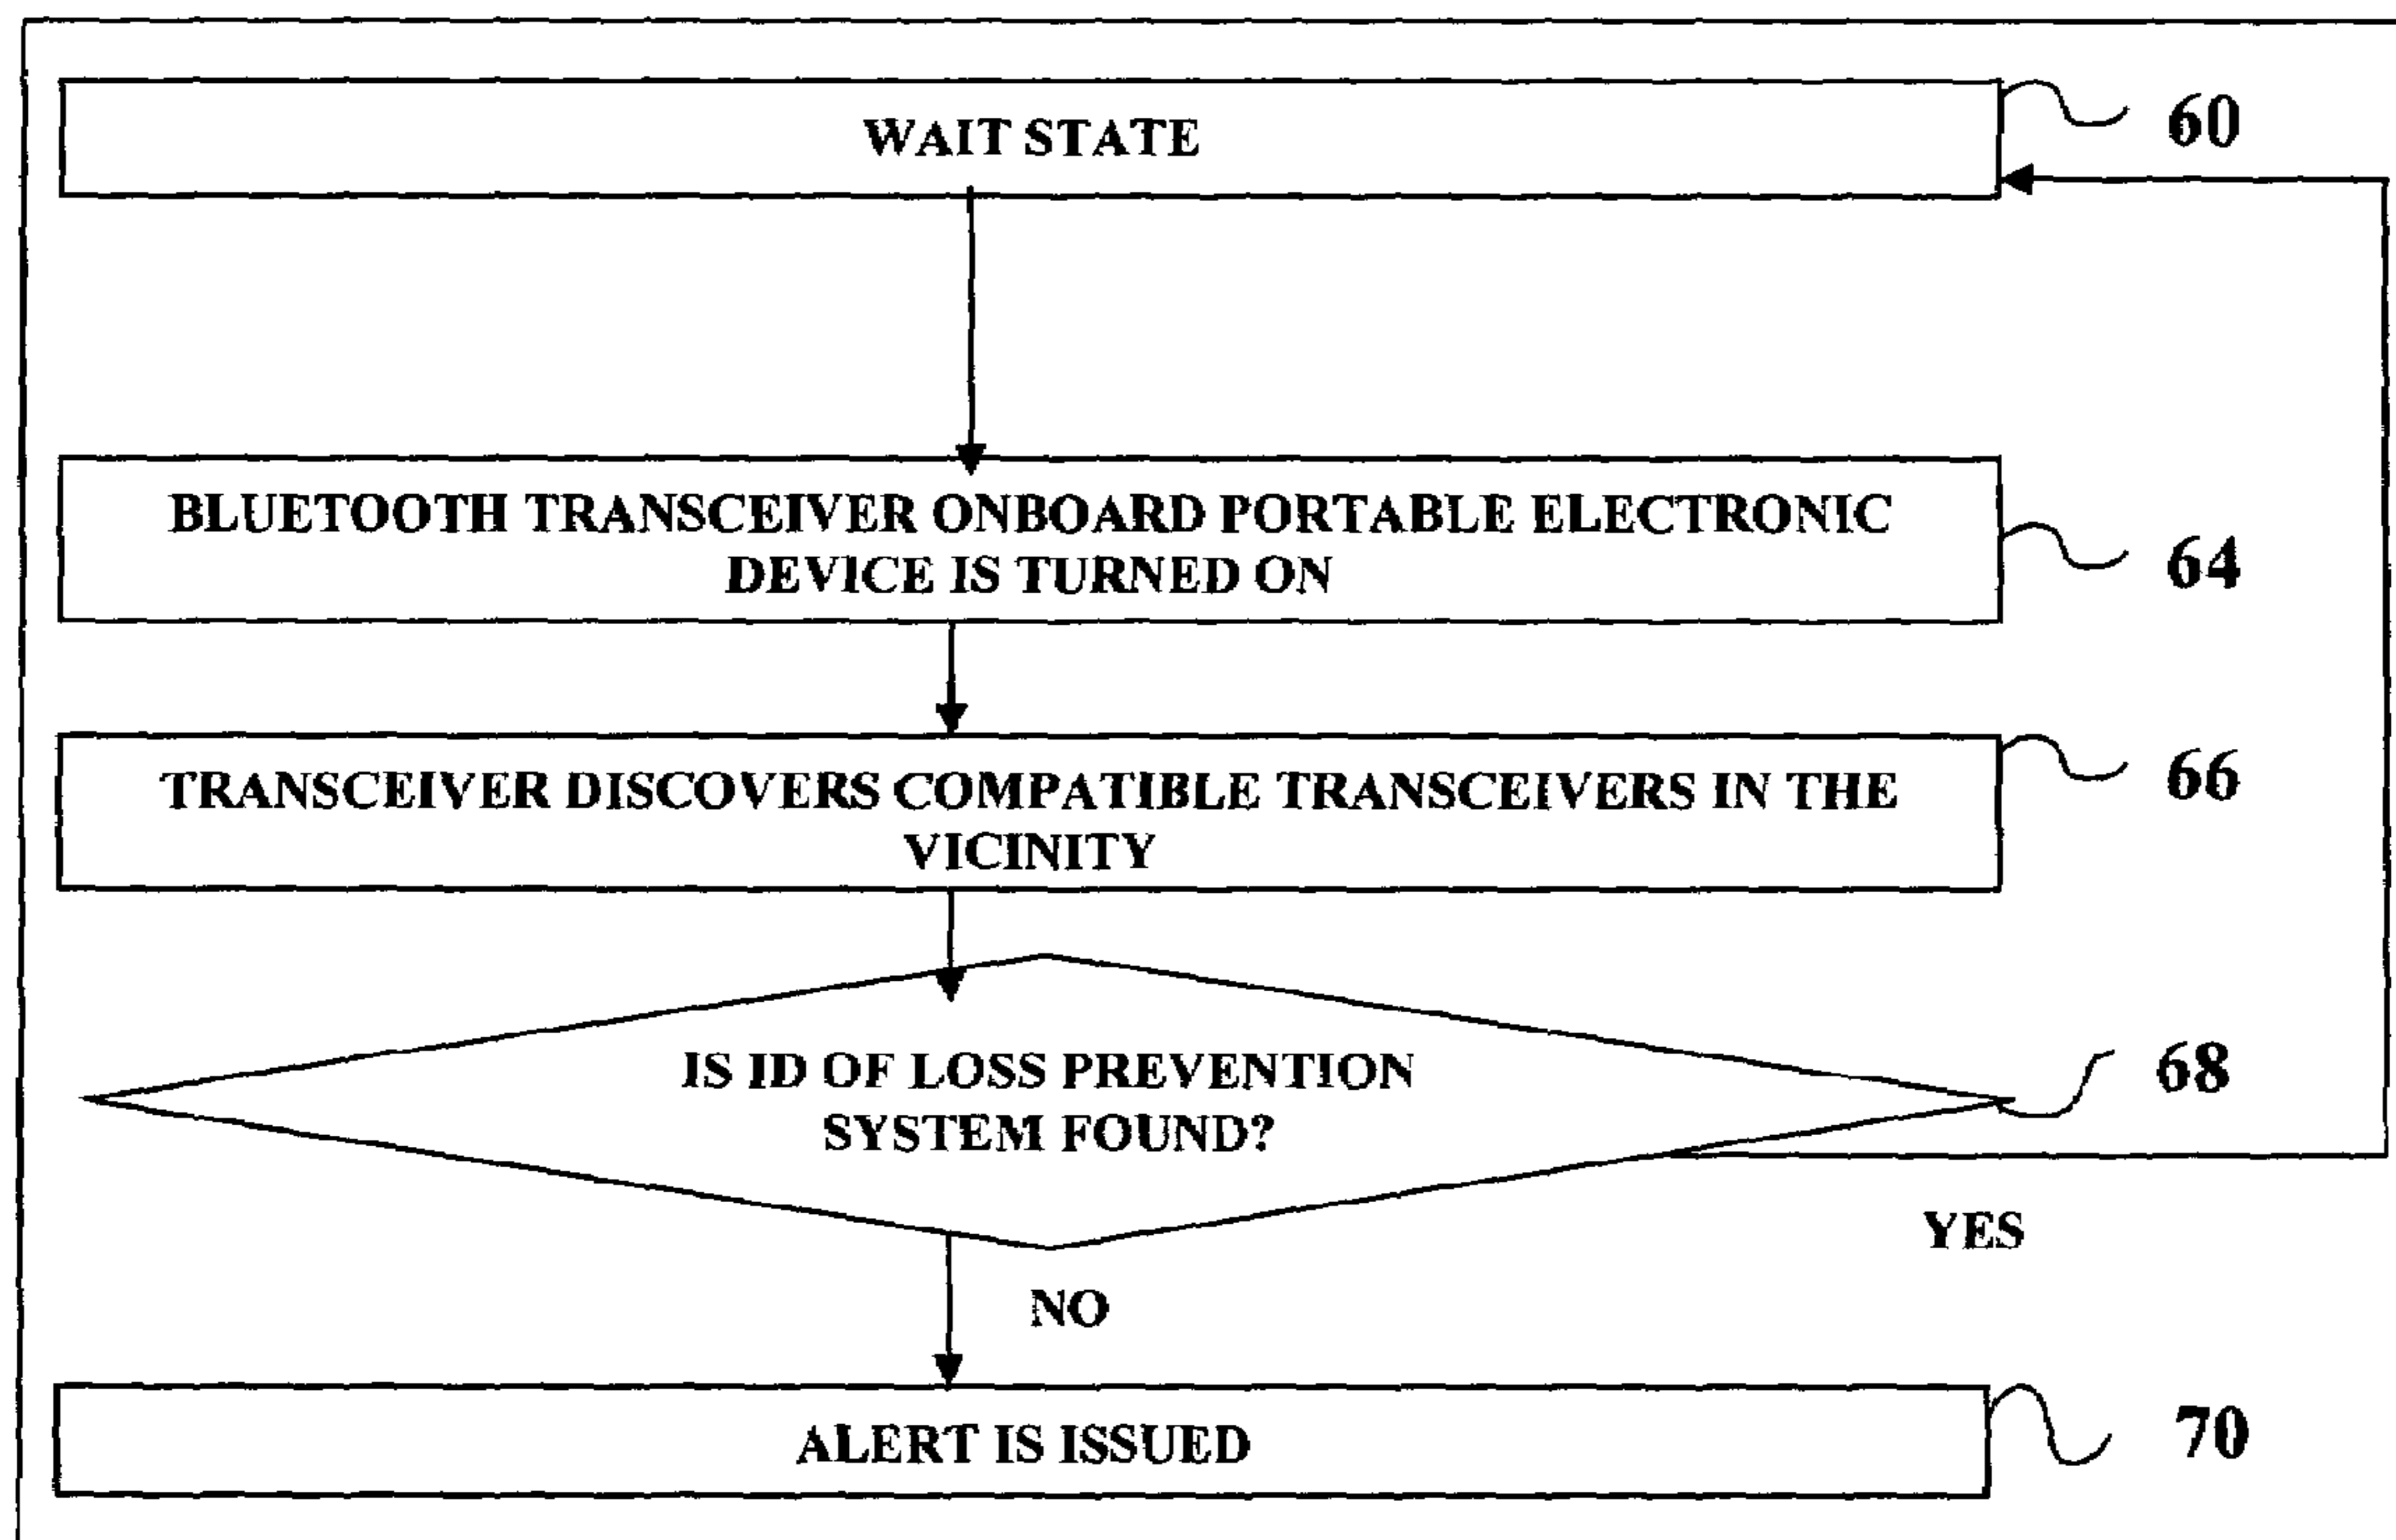 WAIT STATE
60
BLUETOOTH TRANSCEIVER ONBOARD PORTABLE ELECTRONIC
DEVICE IS TURNED ON
64
TRANSCEIVER DISCOVERS COMPATIBLE TRANSCEIVERS IN THE
VICINITY
66
IS ID OF LOSS PREVENTION
SYSTEM FOUND?
68
YES
NO
ALERT IS ISSUED
70